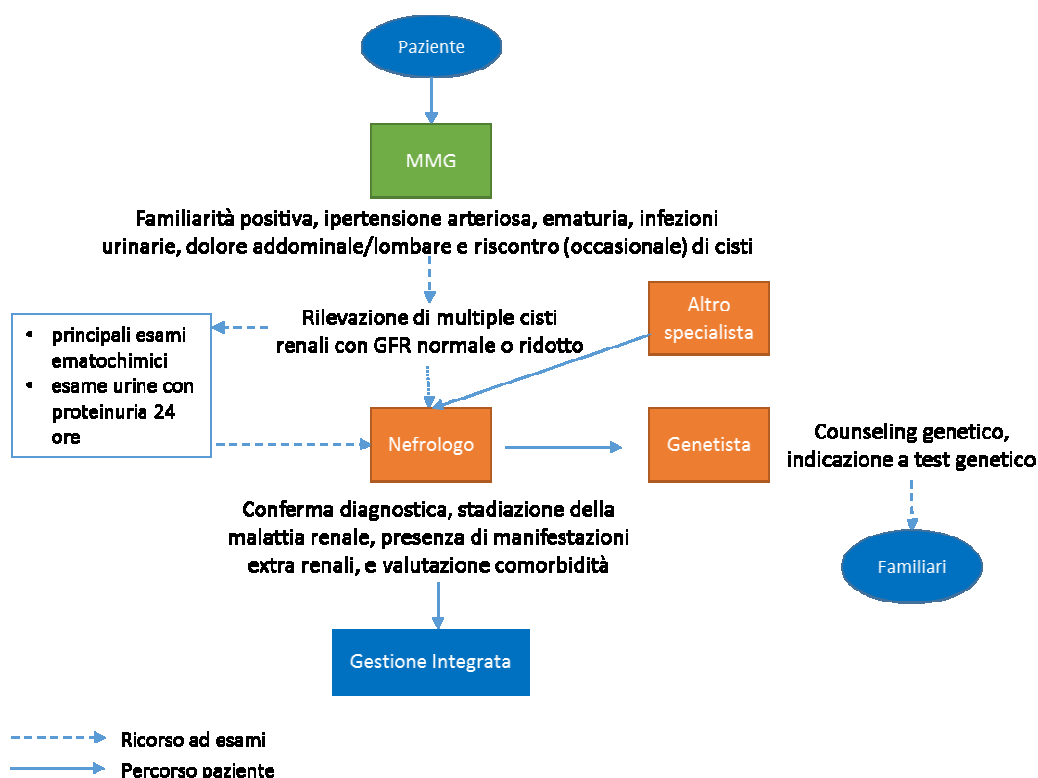 Paziente
MMG
Familiarità positiva, ipertensione arteriosa, ematuria, infezioni
urinarie, dolore addominale/lombare e riscontro (occasionale) di cisti
Altro
specialista
Rilevazione di multiple cisti
renali con GFR normale o ridotto
• principali esami
ematochimici
• esame urine con
proteinuria 24
ore
Nefrologo
Genetista
Counseling genetico,
indicazione a test genetico
Conferma diagnostica, stadiazione della
malattia renale, presenza di manifestazioni
extra renali, e valutazione comorbidità
Familiari
Gestione Integrata
Ricorso ad esami
Percorso paziente